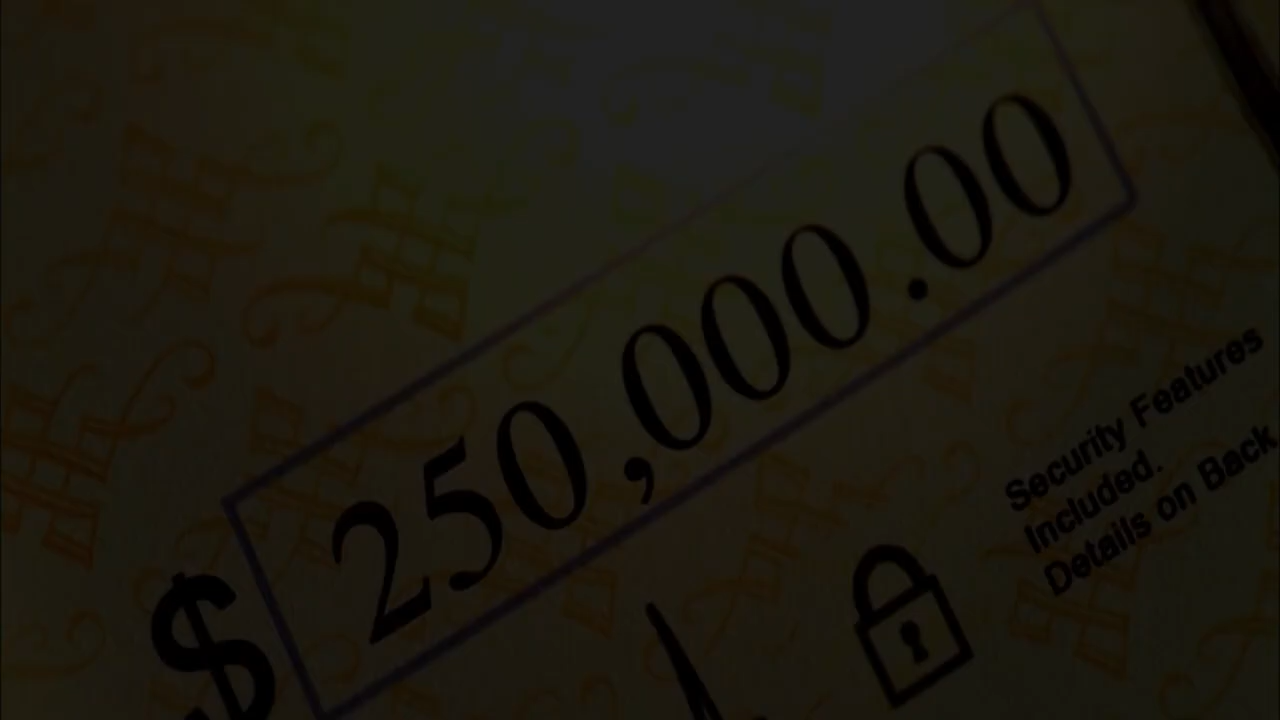 $ 250,000.00
Security Features
Included.
Details on Back